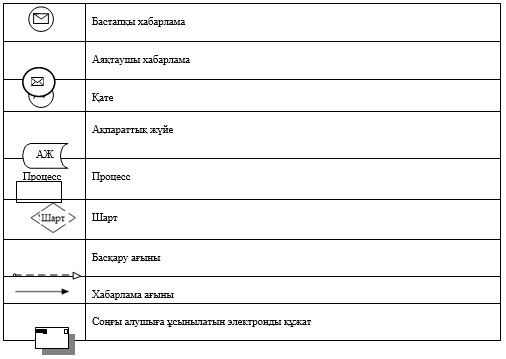 Бастапқы хабарлама
Аяқтаушы хабарлама
Қате
Ақпараттық жүйе
АЖ
Процесс Процесс
Шарт Шарт
Басқару ағыны
Хабарлама ағыны
Соңғы алушыға ұсынылатын электронды құжат